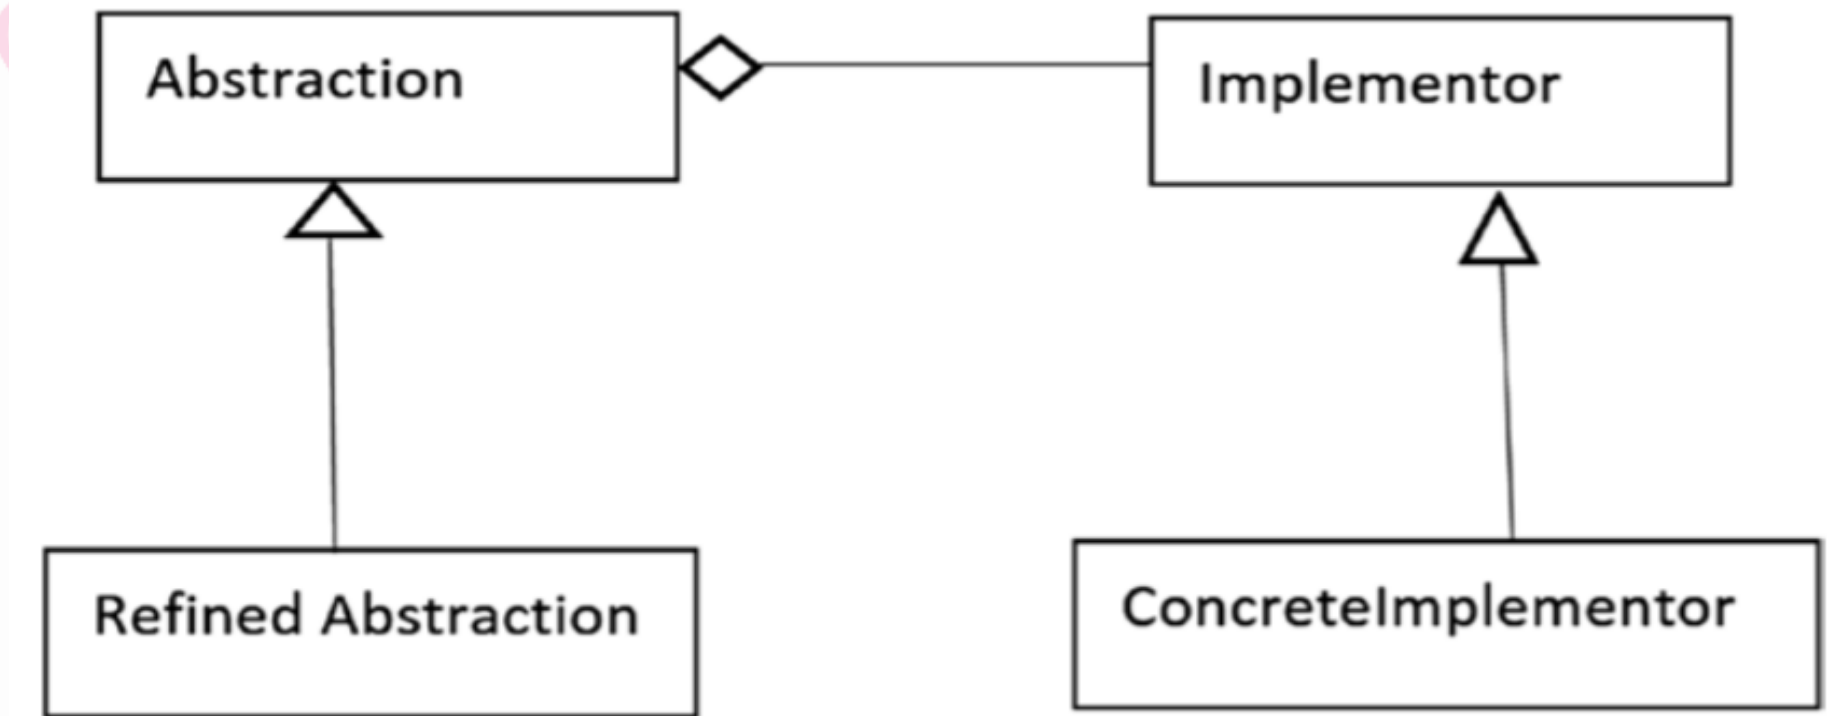 Abstraction
Implementor
Refined Abstraction
ConcreteImplementor